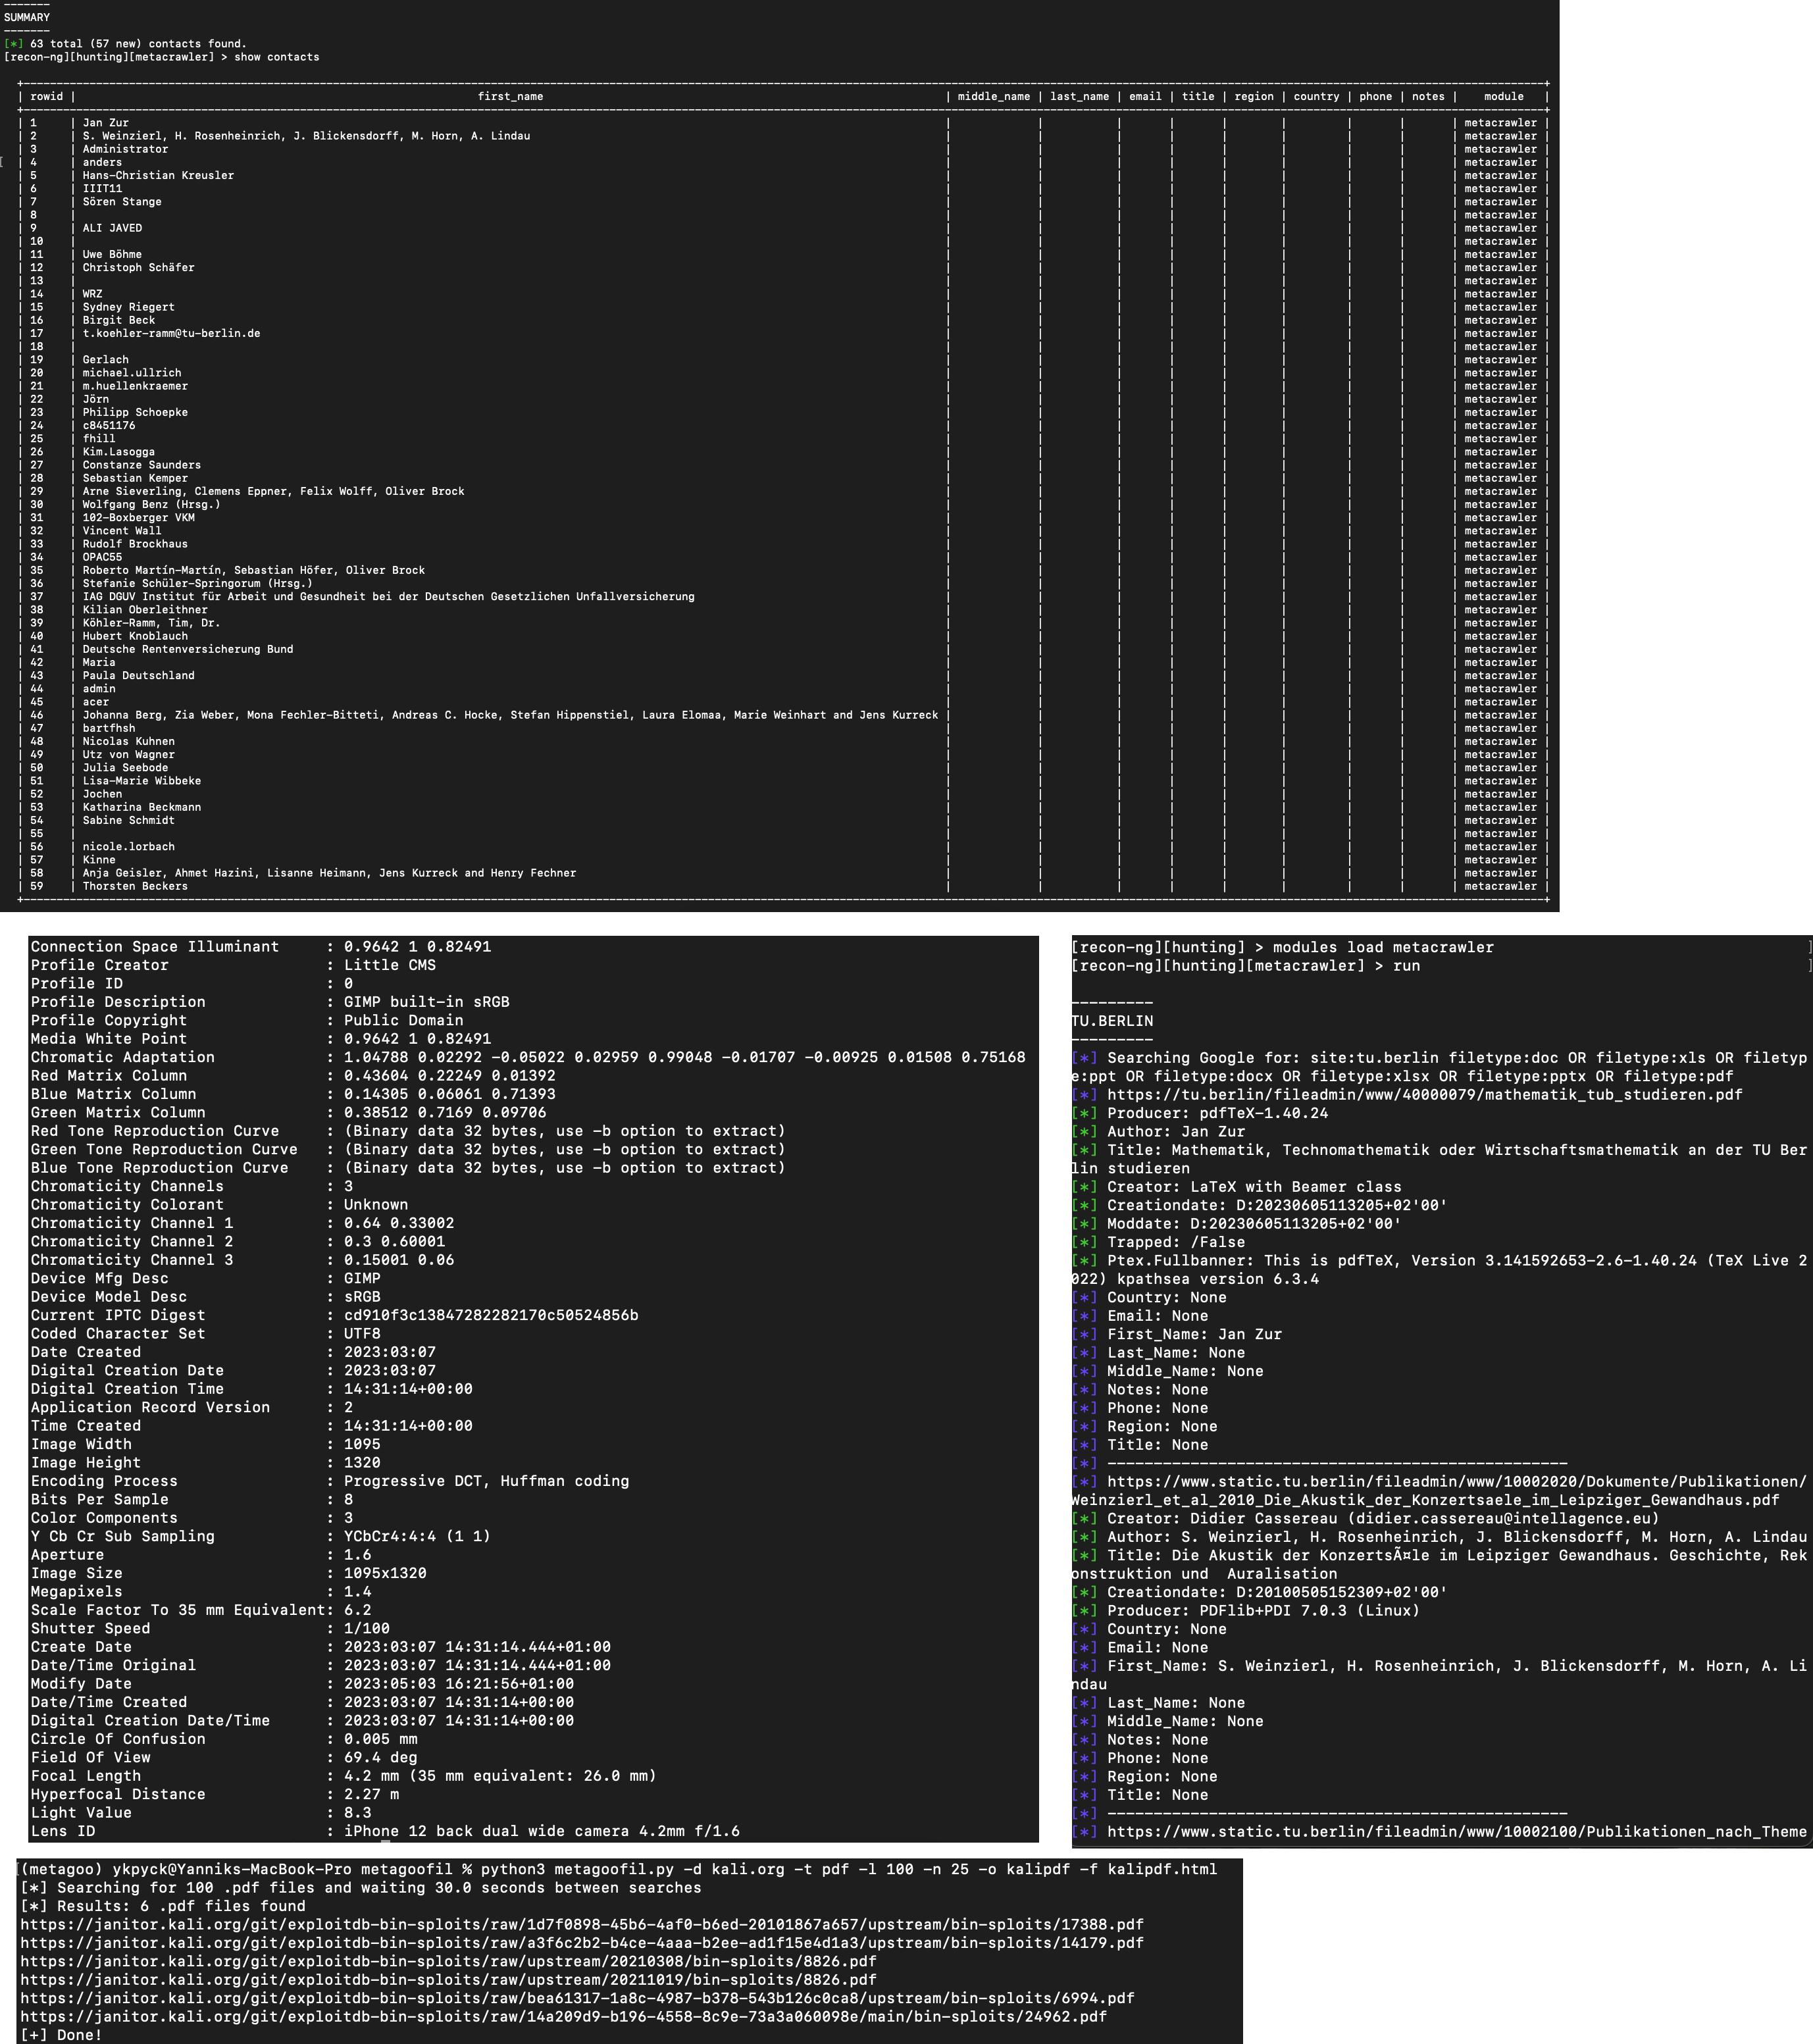 -------
SUMMARY
-------
[*] 63 total (57 new) contacts found.
[recon-ng][hunting][metacrawler] > show contacts
| rowid | first_name | middle_name | last_name | email | title | region | country | phone | notes | module |
| 1 | Jan Zur | | | | | | | | | metacrawler |
| 2 | S. Weinzierl, H. Rosenheinrich, J. Blickensdorff, M. Horn, A. Lindau | | | | | | | | | metacrawler |
| 3 | Administrator | | | | | | | | | metacrawler |
| 4 | anders | | | | | | | | | metacrawler |
| 5 | Hans-Christian Kreusler | | | | | | | | | metacrawler |
| 6 | IIIT11 | | | | | | | | | metacrawler |
| 7 | Sören Stange | | | | | | | | | metacrawler |
| 8 | | | | | | | | | | metacrawler |
| 9 | ALI JAVED | | | | | | | | | metacrawler |
| 10 | | | | | | | | | | metacrawler |
| 11 | Uwe Böhme | | | | | | | | | metacrawler |
| 12 | Christoph Schäfer | | | | | | | | | metacrawler |
| 13 | | | | | | | | | | metacrawler |
| 14 | WRZ | | | | | | | | | metacrawler |
| 15 | Sydney Riegert | | | | | | | | | metacrawler |
| 16 | Birgit Beck | | | | | | | | | metacrawler |
| 17 | t.koehler-ramm@tu-berlin.de | | | | | | | | | metacrawler |
| 18 | | | | | | | | | | metacrawler |
| 19 | Gerlach | | | | | | | | | metacrawler |
| 20 | michael.ullrich | | | | | | | | | metacrawler |
| 21 | m.huellenkraemer | | | | | | | | | metacrawler |
| 22 | Jörn | | | | | | | | | metacrawler |
| 23 | Philipp Schoepke | | | | | | | | | metacrawler |
| 24 | c8451176 | | | | | | | | | metacrawler |
| 25 | fhill | | | | | | | | | metacrawler |
| 26 | Kim.Lasogga | | | | | | | | | metacrawler |
| 27 | Constanze Saunders | | | | | | | | | metacrawler |
| 28 | Sebastian Kemper | | | | | | | | | metacrawler |
| 29 | Arne Sieverling, Clemens Eppner, Felix Wolff, Oliver Brock | | | | | | | | | metacrawler |
| 30 | Wolfgang Benz (Hrsg.) | | | | | | | | | metacrawler |
| 31 | 102-Boxberger VKM | | | | | | | | | metacrawler |
| 32 | Vincent Wall | | | | | | | | | metacrawler |
| 33 | Rudolf Brockhaus | | | | | | | | | metacrawler |
| 34 | OPAC55 | | | | | | | | | metacrawler |
| 35 | Roberto Martín-Martín, Sebastian Höfer, Oliver Brock | | | | | | | | | metacrawler |
| 36 | Stefanie Schüler-Springorum (Hrsg.) | | | | | | | | | metacrawler |
| 37 | IAG DGUV Institut für Arbeit und Gesundheit bei der Deutschen Gesetzlichen Unfallversicherung | | | | | | | | | metacrawler |
| 38 | Kilian Oberleithner | | | | | | | | | metacrawler |
| 39 | Köhler-Ramm, Tim, Dr. | | | | | | | | | metacrawler |
| 40 | Hubert Knoblauch | | | | | | | | | metacrawler |
| 41 | Deutsche Rentenversicherung Bund | | | | | | | | | metacrawler |
| 42 | Maria | | | | | | | | | metacrawler |
| 43 | Paula Deutschland | | | | | | | | | metacrawler |
| 44 | admin | | | | | | | | | metacrawler |
| 45 | acer | | | | | | | | | metacrawler |
| 46 | Johanna Berg, Zia Weber, Mona Fechler-Bitteti, Andreas C. Hocke, Stefan Hippenstiel, Laura Elomaa, Marie Weinhart and Jens Kurreck | | | | | | | | | metacrawler |
| 47 | bartfhsh | | | | | | | | | metacrawler |
| 48 | Nicolas Kuhnen | | | | | | | | | metacrawler |
| 49 | Utz von Wagner | | | | | | | | | metacrawler |
| 50 | Julia Seebode | | | | | | | | | metacrawler |
| 51 | Lisa-Marie Wibbeke | | | | | | | | | metacrawler |
| 52 | Jochen | | | | | | | | | metacrawler |
| 53 | Katharina Beckmann | | | | | | | | | metacrawler |
| 54 | Sabine Schmidt | | | | | | | | | metacrawler |
| 55 | | | | | | | | | | metacrawler |
| 56 | nicole.lorbach | | | | | | | | | metacrawler |
| 57 | Kinne | | | | | | | | | metacrawler |
| 58 | Anja Geisler, Ahmet Hazini, Lisanne Heimann, Jens Kurreck and Henry Fechner | | | | | | | | | metacrawler |
| 59 | Thorsten Beckers | | | | | | | | | metacrawler |
Connection Space Illuminant : 0.9642 1 0.82491
Profile Creator : Little CMS
Profile ID : 0
Profile Description : GIMP built-in sRGB
Profile Copyright : Public Domain
Media White Point : 0.9642 1 0.82491
Chromatic Adaptation : 1.04788 0.02292 -0.05022 0.02959 0.99048 -0.01707 -0.00925 0.01508 0.75168
Red Matrix Column : 0.43604 0.22249 0.01392
Blue Matrix Column : 0.14305 0.06061 0.71393
Green Matrix Column : 0.38512 0.7169 0.09706
Red Tone Reproduction Curve : (Binary data 32 bytes, use -b option to extract)
Green Tone Reproduction Curve : (Binary data 32 bytes, use -b option to extract)
Blue Tone Reproduction Curve : (Binary data 32 bytes, use -b option to extract)
Chromaticity Channels : 3
Chromaticity Colorant : Unknown
Chromaticity Channel 1 : 0.64 0.33002
Chromaticity Channel 2 : 0.3 0.60001
Chromaticity Channel 3 : 0.15001 0.06
Device Mfg Desc : GIMP
Device Model Desc : sRGB
Current IPTC Digest : cd910f3c13847282282170c50524856b
Coded Character Set : UTF8
Date Created : 2023:03:07
Digital Creation Date : 2023:03:07
Digital Creation Time : 14:31:14+00:00
Application Record Version : 2
Time Created : 14:31:14+00:00
Image Width : 1095
Image Height : 1320
Encoding Process : Progressive DCT, Huffman coding
Bits Per Sample : 8
Color Components : 3
Y Cb Cr Sub Sampling : YCbCr4:4:4 (1 1)
Aperture : 1.6
Image Size : 1095x1320
Megapixels : 1.4
Scale Factor To 35 mm Equivalent: 6.2
Shutter Speed : 1/100
Create Date : 2023:03:07 14:31:14.444+01:00
Date/Time Original : 2023:03:07 14:31:14.444+01:00
Modify Date : 2023:05:03 16:21:56+01:00
Date/Time Created : 2023:03:07 14:31:14+00:00
Digital Creation Date/Time : 2023:03:07 14:31:14+00:00
Circle Of Confusion : 0.005 mm
Field Of View : 69.4 deg
Focal Length : 4.2 mm (35 mm equivalent: 26.0 mm)
Hyperfocal Distance : 2.27 m
Light Value : 8.3
Lens ID : iPhone 12 back dual wide camera 4.2mm f/1.6
[recon-ng][hunting] > modules load metacrawler
[recon-ng][hunting][metacrawler] > run
---------
TU.BERLIN
---------
[*] Searching Google for: site:tu.berlin filetype:doc OR filetype:xls OR filetyp
e:ppt OR filetype:docx OR filetype:xlsx OR filetype:pptx OR filetype:pdf
[*] https://tu.berlin/fileadmin/www/40000079/mathematik_tub_studieren.pdf
[*] Producer: pdfTeX-1.40.24
[*] Author: Jan Zur
[*] Title: Mathematik, Technomathematik oder Wirtschaftsmathematik an der TU Ber
lin studieren
[*] Creator: LaTeX with Beamer class
[*] Creationdate: D:20230605113205+02'00'
[*] Moddate: D:20230605113205+02'00'
[*] Trapped: /False
[*] Ptex.Fullbanner: This is pdfTeX, Version 3.141592653-2.6-1.40.24 (TeX Live 2
022) kpathsea version 6.3.4
[*] Country: None
[*] Email: None
[*] First_Name: Jan Zur
[*] Last_Name: None
[*] Middle_Name: None
[*] Notes: None
[*] Phone: None
[*] Region: None
[*] Title: None
[*] --------------------------------------------------
[*] https://www.static.tu.berlin/fileadmin/www/10002020/Dokumente/Publikationen/
Weinzierl_et_al_2010_Die_Akustik_der_Konzertsaele_im_Leipziger_Gewandhaus.pdf
[*] Creator: Didier Cassereau (didier.cassereau@intellagence.eu)
[*] Author: S. Weinzierl, H. Rosenheinrich, J. Blickensdorff, M. Horn, A. Lindau
[*] Title: Die Akustik der KonzertsÃ¤le im Leipziger Gewandhaus. Geschichte, Rek
onstruktion und  Auralisation
[*] Creationdate: D:20100505152309+02'00'
[*] Producer: PDFlib+PDI 7.0.3 (Linux)
[*] Country: None
[*] Email: None
[*] First_Name: S. Weinzierl, H. Rosenheinrich, J. Blickensdorff, M. Horn, A. Li
ndau
[*] Last_Name: None
[*] Middle_Name: None
[*] Notes: None
[*] Phone: None
[*] Region: None
[*] Title: None
[*] --------------------------------------------------
[*] https://www.static.tu.berlin/fileadmin/www/10002100/Publikationen_nach_Theme
(metagoo) ykpyck@Yanniks-MacBook-Pro metagoofil % python3 metagoofil.py -d kali.org -t pdf -l 100 -n 25 -o kalipdf -f kalipdf.html
[*] Searching for 100 .pdf files and waiting 30.0 seconds between searches
[*] Results: 6 .pdf files found
https://janitor.kali.org/git/exploitdb-bin-sploits/raw/1d7f0898-45b6-4af0-b6ed-20101867a657/upstream/bin-sploits/17388.pdf
https://janitor.kali.org/git/exploitdb-bin-sploits/raw/a3f6c2b2-b4ce-4aaa-b2ee-ad1f15e4d1a3/upstream/bin-sploits/14179.pdf
https://janitor.kali.org/git/exploitdb-bin-sploits/raw/upstream/20210308/bin-sploits/8826.pdf
https://janitor.kali.org/git/exploitdb-bin-sploits/raw/upstream/20211019/bin-sploits/8826.pdf
https://janitor.kali.org/git/exploitdb-bin-sploits/raw/bea61317-1a8c-4987-b378-543b126c0ca8/upstream/bin-sploits/6994.pdf
https://janitor.kali.org/git/exploitdb-bin-sploits/raw/14a209d9-b196-4558-8c9e-73a3a060098e/main/bin-sploits/24962.pdf
[+] Done!